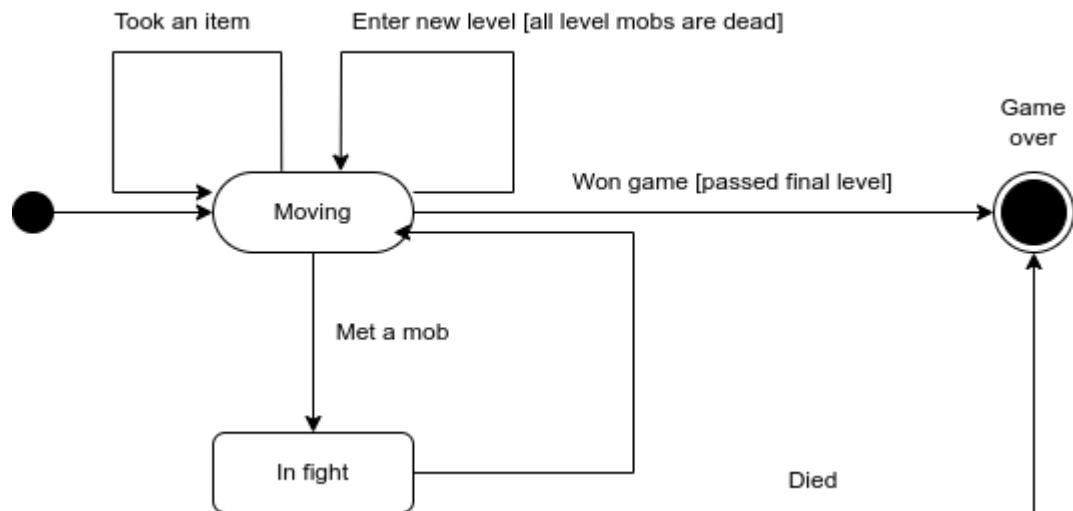 Took an item
Enter new level [all level mobs are dead]
Game
over
Won game [passed final level]
Moving
Met a mob
In fight
Died